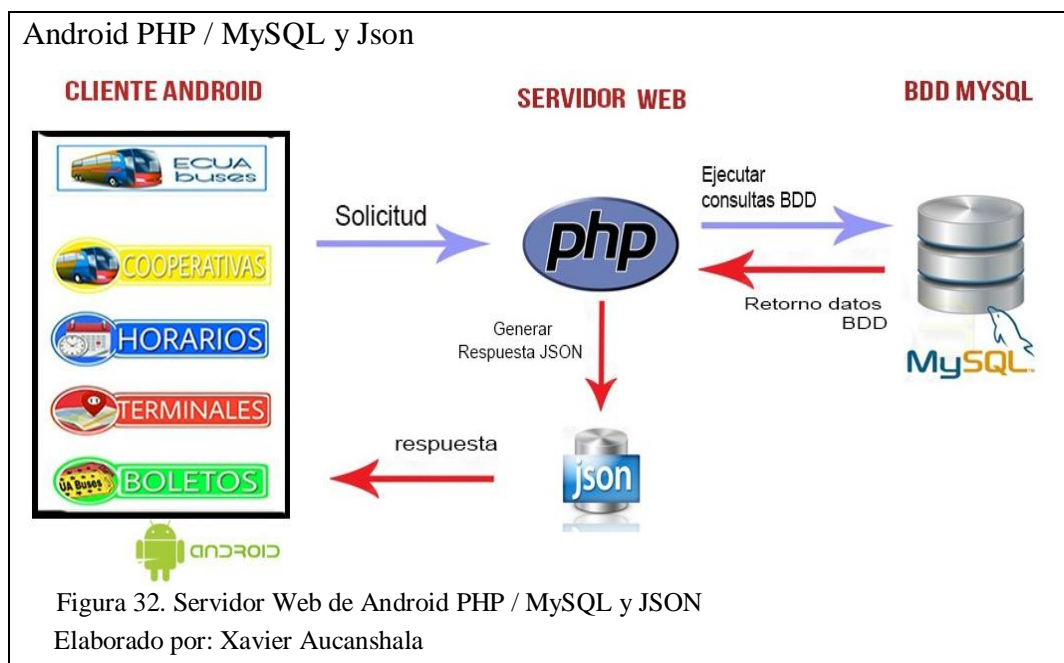 Android PHP / MySQL y Json
CLIENTE ANDROID
SERVIDOR WEB
BDD MYSQL
ECUA
buses
COOPERATIVAS
HORARIOS
TERMINALES
UA Buses
BOLETOS
ANDROID
Solicitud
php
Ejecutar
consultas BDD
Retorno datos
BDD
MySQL
Generar
Respuesta JSON
json
respuesta
Figura 32. Servidor Web de Android PHP / MySQL y JSON
Elaborado por: Xavier Aucanshala